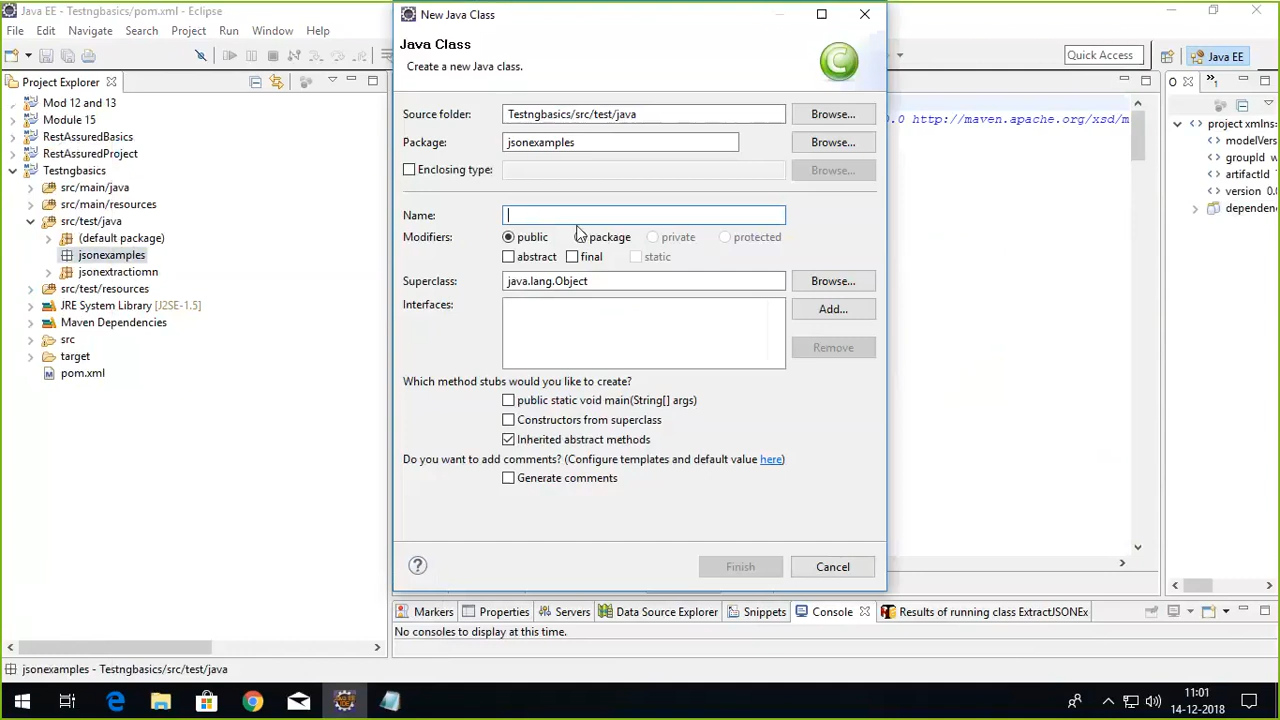 Java EE - Testngbasics/pom.xml - Eclipse
File Edit Navigate Search Project Run Window Help
Quick Access
Java EE
Project Explorer
Mod 12 and 13
Module 15
RestAssuredBasics
RestAssuredProject
Testngbasics
src/main/java
src/main/resources
src/test/java
(default package)
jsonexamples
jsonextractionmn
src/test/resources
JRE System Library [J2SE-1.5]
Maven Dependencies
src
target
pom.xml
New Java Class
Java Class
Create a new Java class.
Source folder: Testngbasics/src/test/java Browse...
Package: jsonexamples Browse...
Enclosing type: Browse...
Name:
Modifiers: public package private protected
abstract final static
Superclass: java.lang.Object Browse...
Interfaces: Add...
Remove
Which method stubs would you like to create?
public static void main(String[] args)
Constructors from superclass
Inherited abstract methods
Do you want to add comments? (Configure templates and default value here)
Generate comments
Finish Cancel
0.0 http://maven.apache.org/xsd/m
O
project xmlns:
modelVers
groupId w
artifactId
version 0.
depender
Markers Properties Servers Data Source Explorer Snippets Console Results of running class ExtractJSONEx
No consoles to display at this time.
jsonexamples - Testngbasics/src/test/java
11:01
14-12-2018